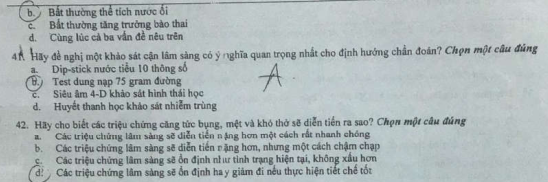 b. Bất thường thể tích nước ối
c. Bất thường tăng trưởng bào thai
d. Cùng lúc cả ba vấn đề nêu trên
41. Hãy đề nghị một khảo sát cận lâm sàng có ý nghĩa quan trọng nhất cho định hướng chẩn đoán? Chọn một câu đúng
a. Dip-stick nước tiểu 10 thông số
b. Test dung nạp 75 gram đường
c. Siêu âm 4-D khảo sát hình thái học
d. Huyết thanh học khảo sát nhiễm trùng
A
42. Hãy cho biết các triệu chứng căng tức bụng, mệt và khó thở sẽ diễn tiến ra sao? Chọn một câu đúng
a. Các triệu chứng lâm sàng sẽ diễn tiến nặng hơn một cách rất nhanh chóng
b. Các triệu chứng lâm sàng sẽ diễn tiến nặng hơn, nhưng một cách chậm chạp
c. Các triệu chứng lâm sàng sẽ ổn định như tình trạng hiện tại, không xấu hơn
d. Các triệu chứng lâm sàng sẽ ổn định hay giảm đi nếu thực hiện tiết chế tốt